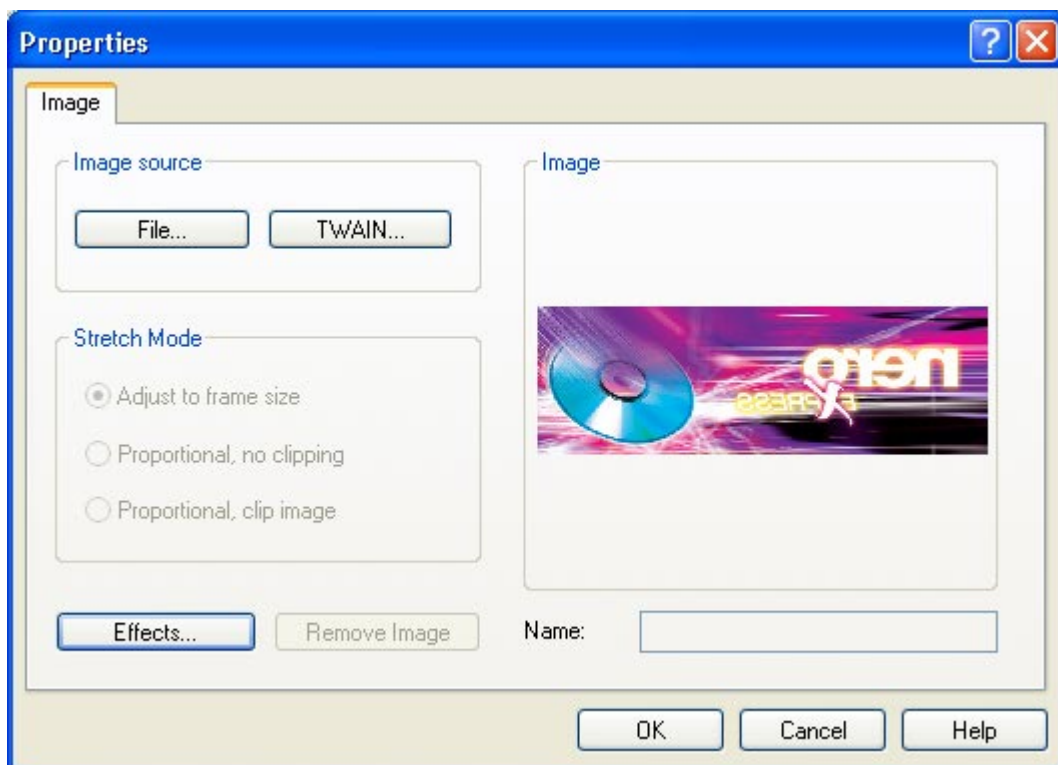 Properties
Image
Image source
File...
TWAIN...
Stretch Mode
Adjust to frame size
Proportional, no clipping
Proportional, clip image
Effects...
Remove Image
Image
nero
EXPRESS
Name:
OK
Cancel
Help